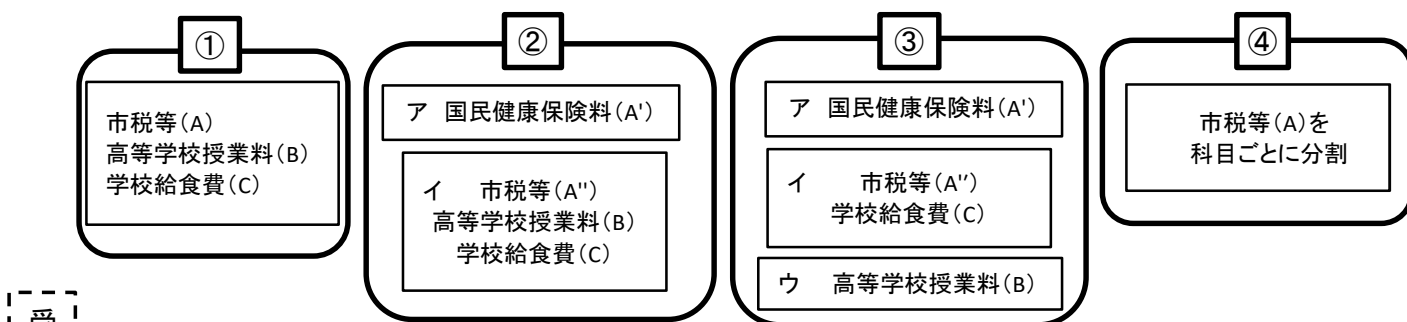 ①
市税等(A)
高等学校授業料(B)
学校給食費(C)
②
ア 国民健康保険料(A')
イ 市税等(A'')
高等学校授業料(B)
学校給食費(C)
③
ア 国民健康保険料(A')
イ 市税等(A'')
学校給食費(C)
ウ 高等学校授業料(B)
④
市税等(A)を
科目ごとに分割